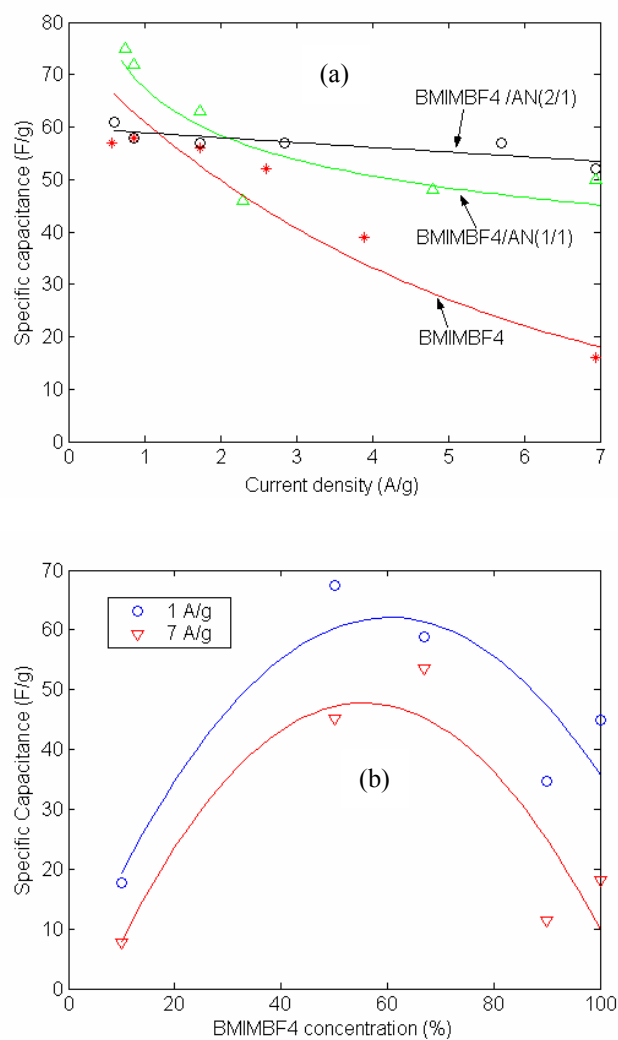 80
70
60
50
40
30
20
10
0
Specific capacitance (F/g)
(a)
BMIMBF4 /AN(2/1)
BMIMBF4/AN(1/1)
BMIMBF4
0 1 2 3 4 5 6 7
Current density (A/g)
70
60
50
40
30
20
10
0
Specific Capacitance (F/g)
1 A/g
7 A/g
(b)
0 20 40 60 80 100
BMIMBF4 concentration (%)